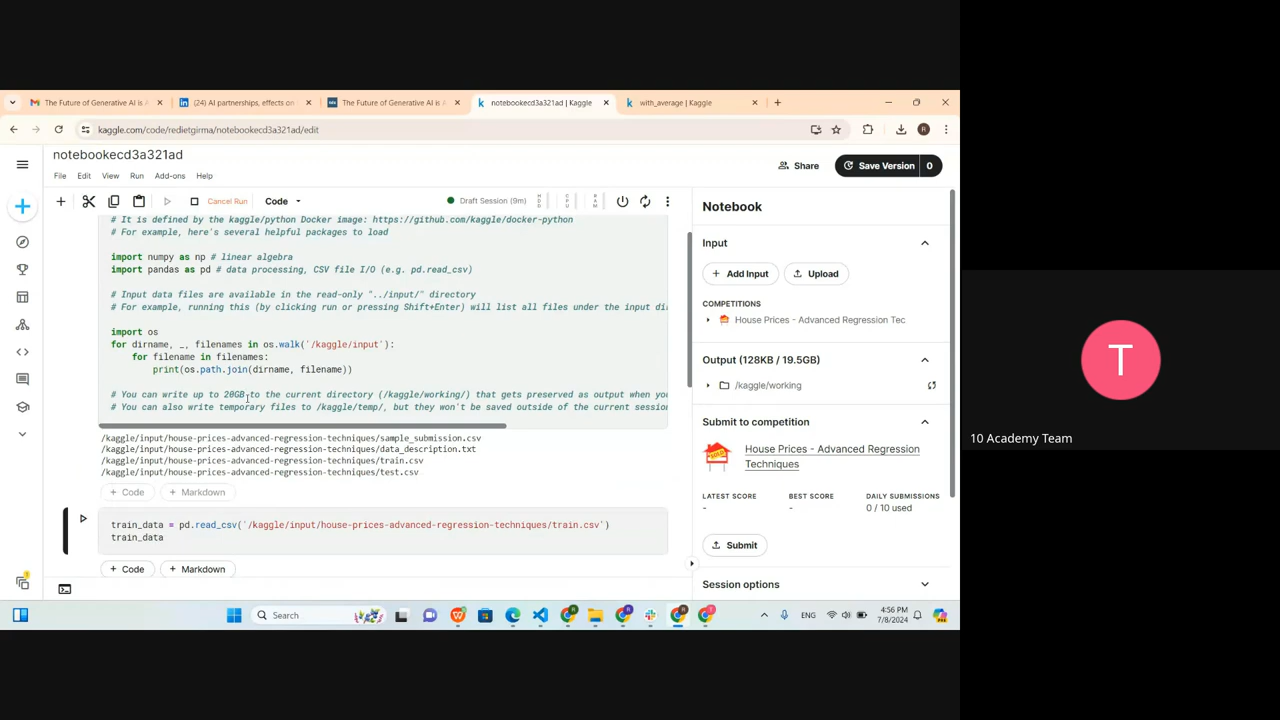 The Future of Generative AI is A
(24) AI partnerships, effects on
The Future of Generative AI is A
notebookecd3a321ad | Kaggle
with_average | Kaggle
kaggle.com/code/redietgirma/notebookecd3a321ad/edit
R
notebookecd3a321ad
Share
Save Version
0
File Edit View Run Add-ons Help
Cancel Run
Code
Draft Session (9m)
HDD
CPU
RAM
# It is defined by the kaggle/python Docker image: https://github.com/kaggle/docker-python
# For example, here's several helpful packages to load
import numpy as np # linear algebra
import pandas as pd # data processing, CSV file I/O (e.g. pd.read_csv)
# Input data files are available in the read-only "../input/" directory
# For example, running this (by clicking run or pressing Shift+Enter) will list all files under the input di
import os
for dirname, _, filenames in os.walk('/kaggle/input'):
for filename in filenames:
print(os.path.join(dirname, filename))
# You can write up to 20GB to the current directory (/kaggle/working/) that gets preserved as output when yo
# You can also write temporary files to /kaggle/temp/, but they won't be saved outside of the current session
/kaggle/input/house-prices-advanced-regression-techniques/sample_submission.csv
/kaggle/input/house-prices-advanced-regression-techniques/data_description.txt
/kaggle/input/house-prices-advanced-regression-techniques/train.csv
/kaggle/input/house-prices-advanced-regression-techniques/test.csv
+ Code
+ Markdown
train_data = pd.read_csv('/kaggle/input/house-prices-advanced-regression-techniques/train.csv')
train_data
+ Code
+ Markdown
Notebook
Input
+ Add Input
Upload
COMPETITIONS
House Prices - Advanced Regression Tec
Output (128KB / 19.5GB)
/kaggle/working
Submit to competition
House Prices - Advanced Regression
Techniques
LATEST SCORE
BEST SCORE
DAILY SUBMISSIONS
-
-
0 / 10 used
Submit
Session options
Search
ENG
4:56 PM
7/8/2024
T
10 Academy Team